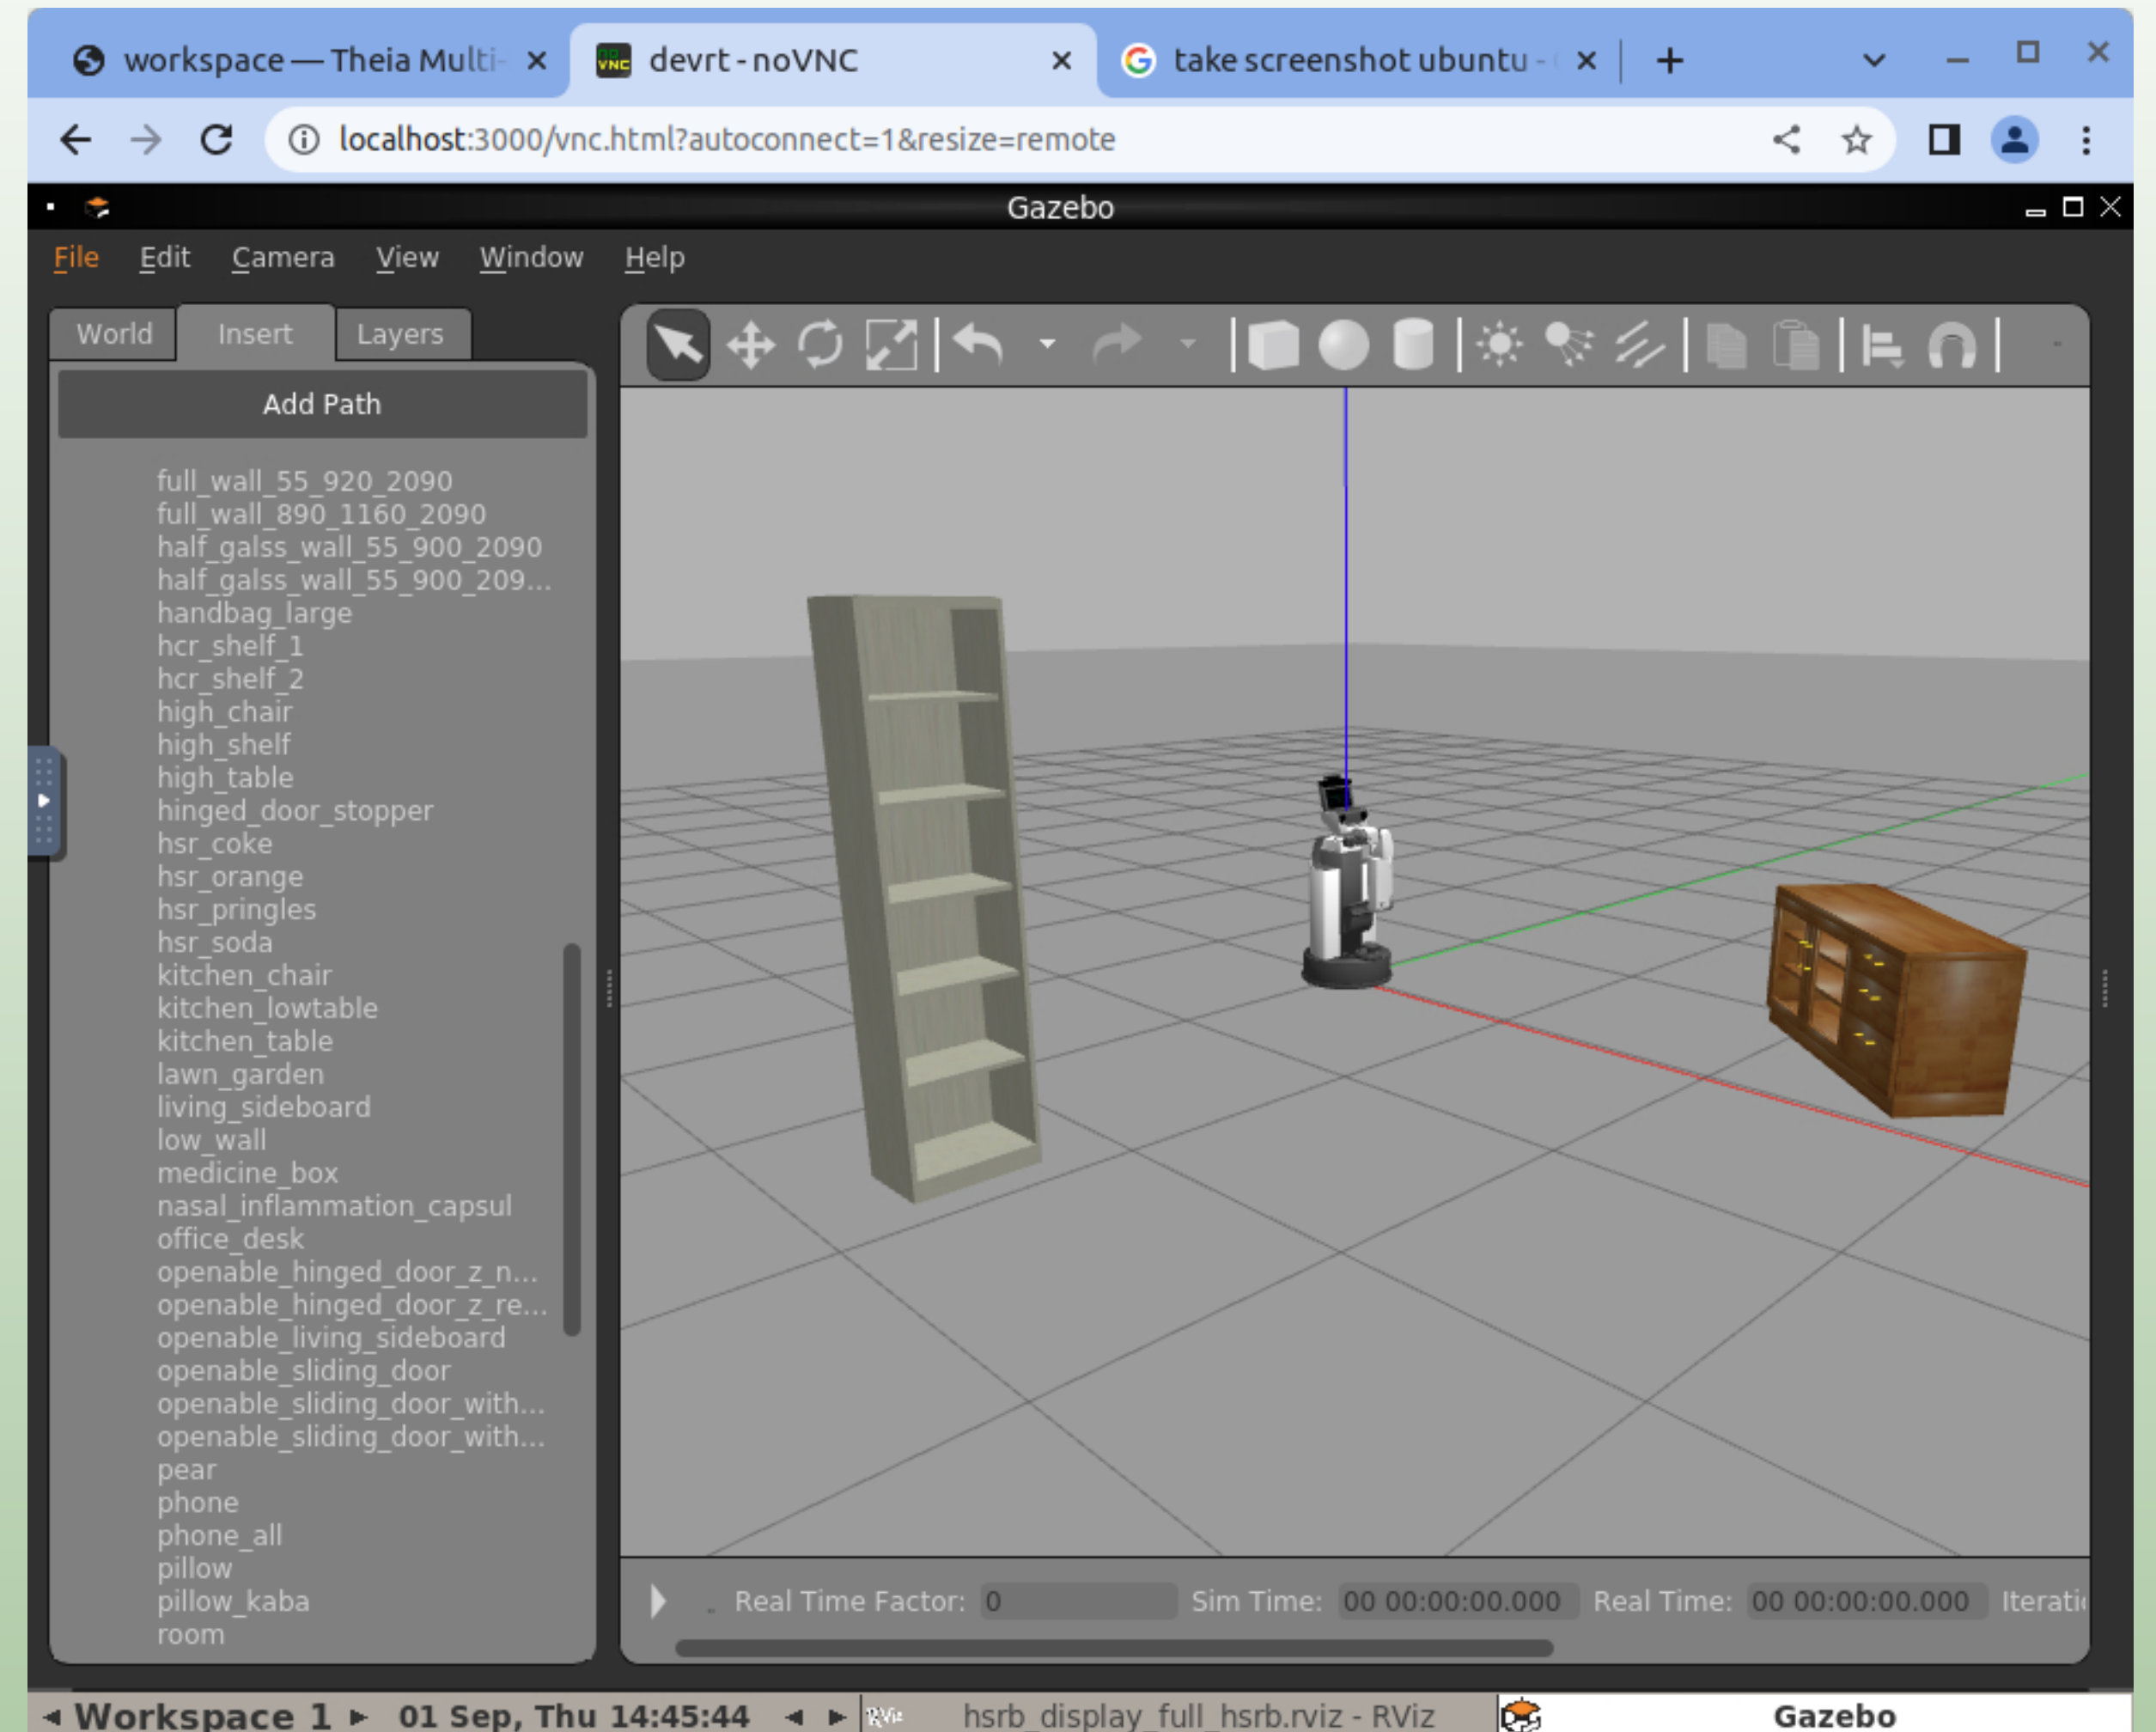 workspace — Theia Multi-
devrt - noVNC
take screenshot ubuntu -
localhost:3000/vnc.html?autoconnect=1&resize=remote
Gazebo
File Edit Camera View Window Help
World Insert Layers
Add Path
full_wall_55_920_2090
full_wall_890_1160_2090
half_galss_wall_55_900_2090
half_galss_wall_55_900_209...
handbag_large
hcr_shelf_1
hcr_shelf_2
high_chair
high_shelf
high_table
hinged_door_stopper
hsr_coke
hsr_orange
hsr_pringles
hsr_soda
kitchen_chair
kitchen_lowtable
kitchen_table
lawn_garden
living_sideboard
low_wall
medicine_box
nasal_inflammation_capsul
office_desk
openable_hinged_door_z_n...
openable_hinged_door_z_re...
openable_living_sideboard
openable_sliding_door
openable_sliding_door_with...
openable_sliding_door_with...
pear
phone
phone_all
pillow
pillow_kaba
room
Real Time Factor: 0 Sim Time: 00 00:00:00.000 Real Time: 00 00:00:00.000 Iterati
Workspace 1 01 Sep, Thu 14:45:44 RViz hsrb_display_full_hsrb.rviz - RViz Gazebo